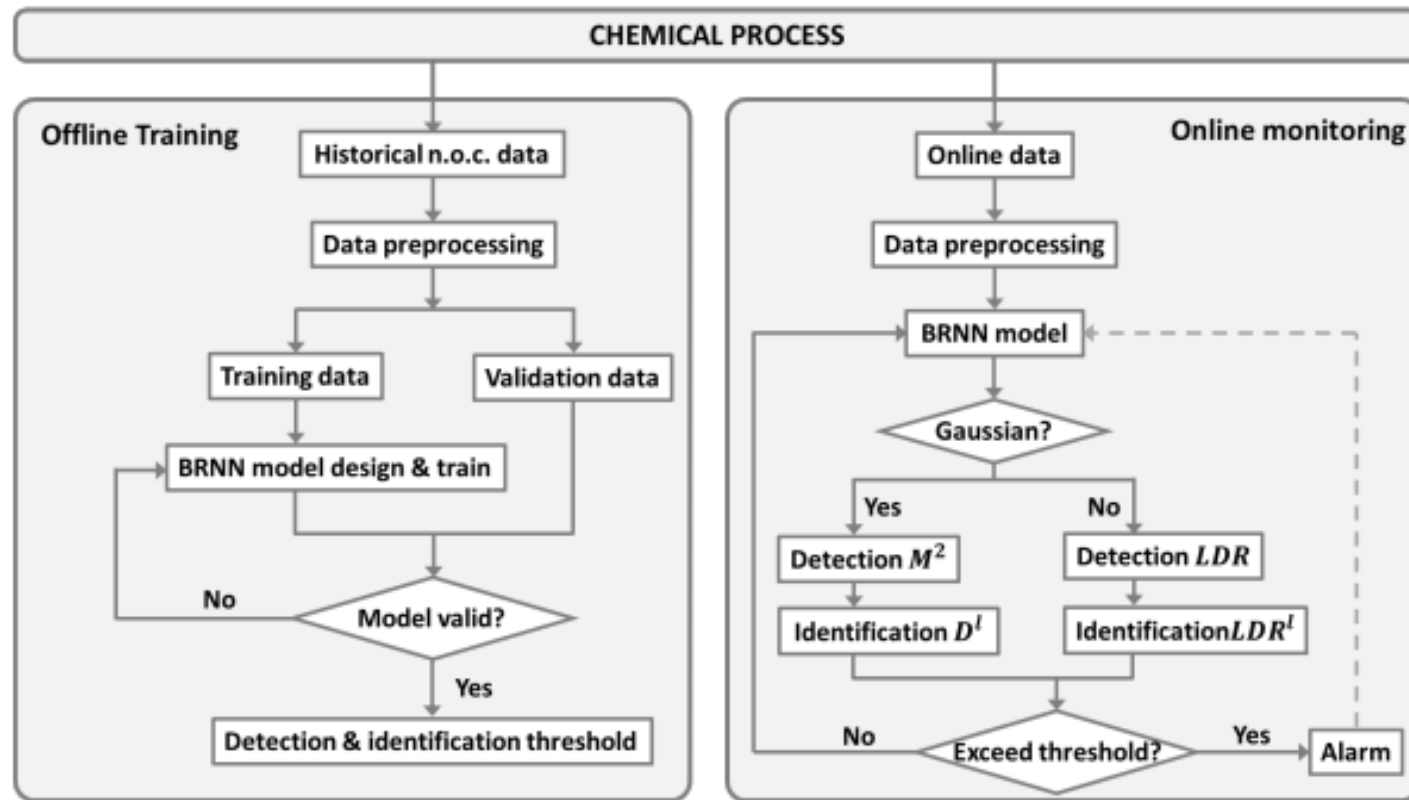 CHEMICAL PROCESS
Offline Training
Historical n.o.c. data
Data preprocessing
Training data
Validation data
BRNN model design & train
No
Model valid?
Yes
Detection & identification threshold
Online monitoring
Online data
Data preprocessing
BRNN model
Gaussian?
Yes
No
Detection M²
Detection LDR
Identification Dˡ
IdentificationLDRˡ
No
Exceed threshold?
Yes
Alarm